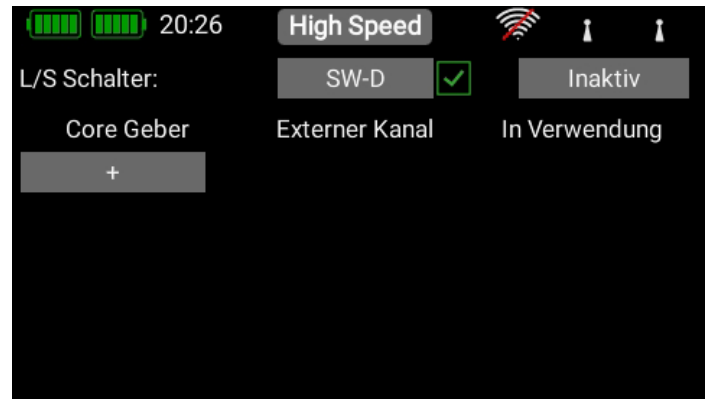 20:26 High Speed
L/S Schalter: SW-D Inaktiv
Core Geber Externer Kanal In Verwendung
+